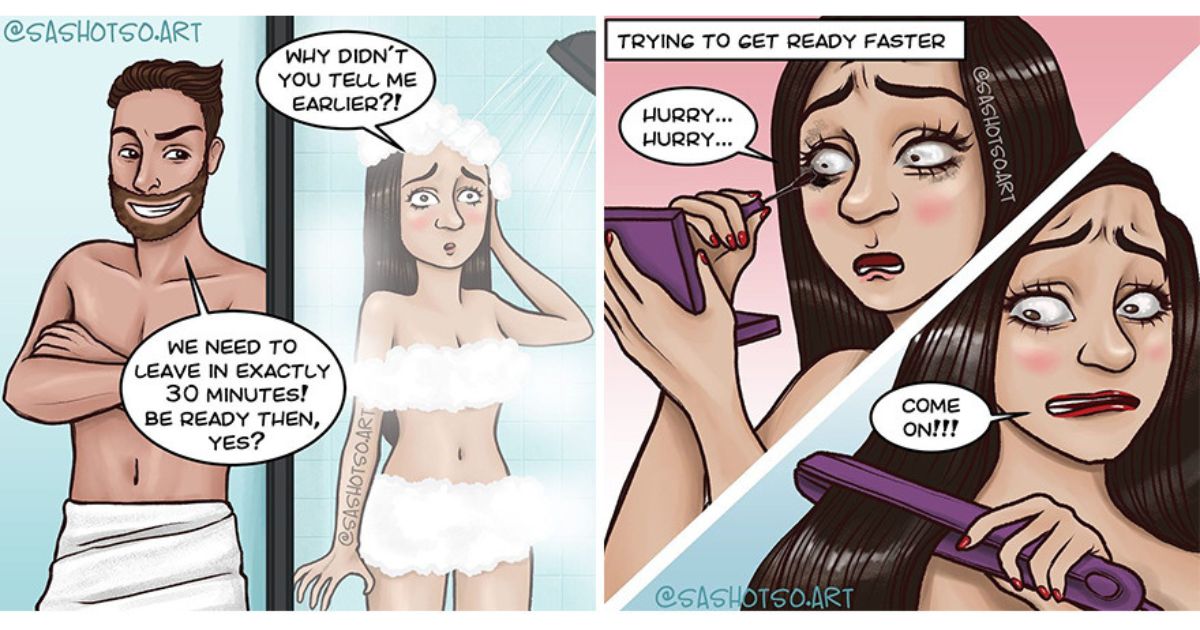 @SASHOTSO.ART
WHY DIDN'T
YOU TELL ME
EARLIER?!
WE NEED TO
LEAVE IN EXACTLY
30 MINUTES!
BE READY THEN,
YES?
@SASHOTSO.ART
TRYING TO GET READY FASTER
HURRY...
HURRY...
@SASHOTSO.ART
COME
ON!!!
@SASHOTSO.ART